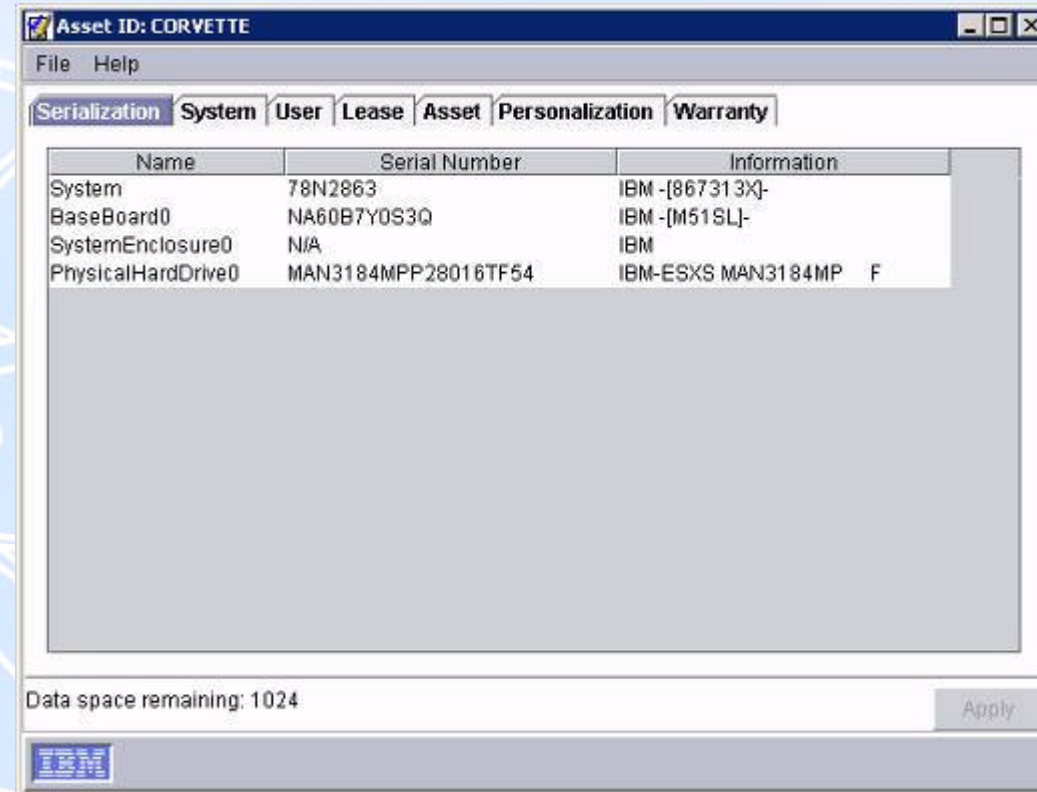 Asset ID: CORVETTE
File Help
Serialization System User Lease Asset Personalization Warranty
Name Serial Number Information
System 78N2863 IBM -[867313X]-
BaseBoard0 NA60B7Y0S3Q IBM -[M51SL]-
SystemEnclosure0 N/A IBM
PhysicalHardDrive0 MAN3184MPP28016TF54 IBM-ESXS MAN3184MP F
Data space remaining: 1024
Apply
IBM